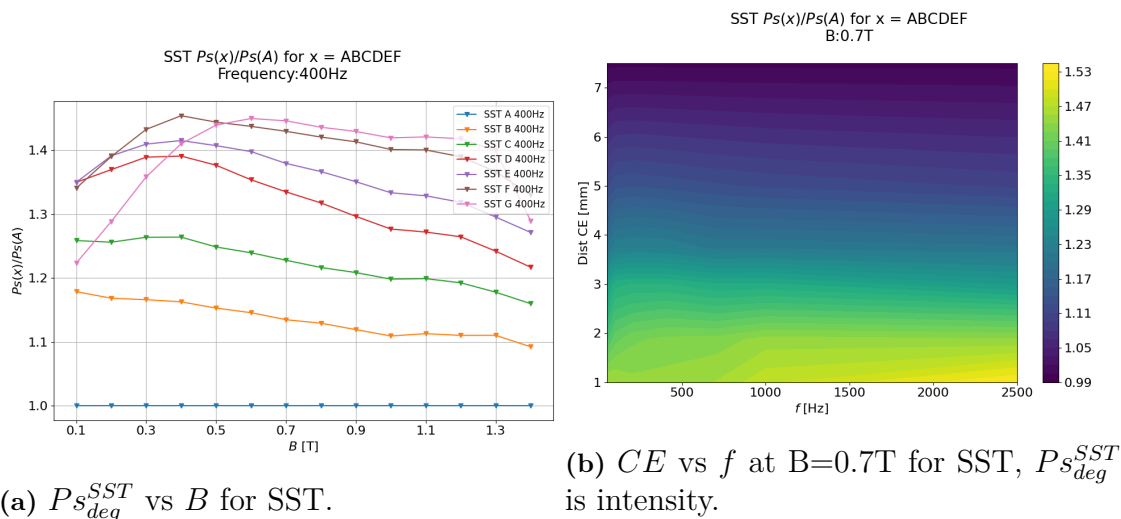 SST Ps(x)/Ps(A) for x = ABCDEF
Frequency:400Hz
Ps(x)/Ps(A)
1.4
1.3
1.2
1.1
1.0
SST A 400Hz
SST B 400Hz
SST C 400Hz
SST D 400Hz
SST E 400Hz
SST F 400Hz
SST G 400Hz
0.1 0.3 0.5 0.7 0.9 1.1 1.3
B [T]
(a) Ps_{deg}^{SST} vs B for SST.
SST Ps(x)/Ps(A) for x = ABCDEF
B:0.7T
Dist CE [mm]
7
6
5
4
3
2
1
500 1000 1500 2000 2500
f [Hz]
1.53
1.47
1.41
1.35
1.29
1.23
1.17
1.11
1.05
0.99
(b) CE vs f at B=0.7T for SST, Ps_{deg}^{SST}
is intensity.